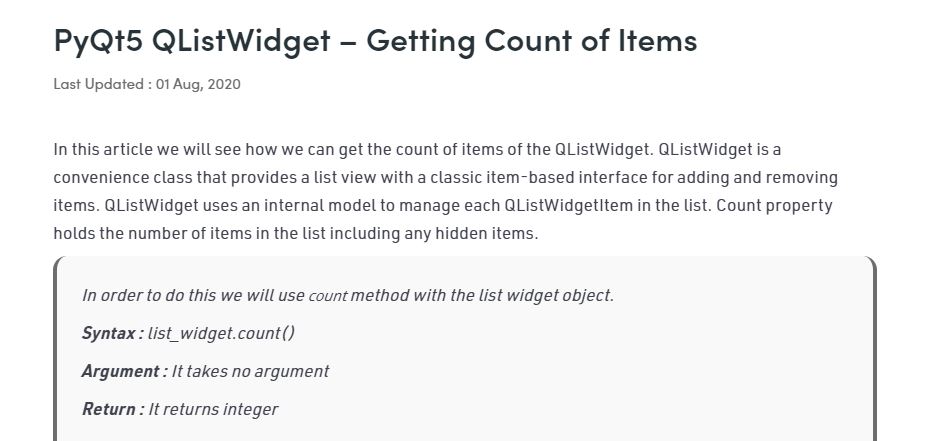 PyQt5 QListWidget – Getting Count of Items
Last Updated : 01 Aug, 2020
In this article we will see how we can get the count of items of the QListWidget. QListWidget is a
convenience class that provides a list view with a classic item-based interface for adding and removing
items. QListWidget uses an internal model to manage each QListWidgetItem in the list. Count property
holds the number of items in the list including any hidden items.
In order to do this we will use count method with the list widget object.
Syntax : list_widget.count()
Argument : It takes no argument
Return : It returns integer